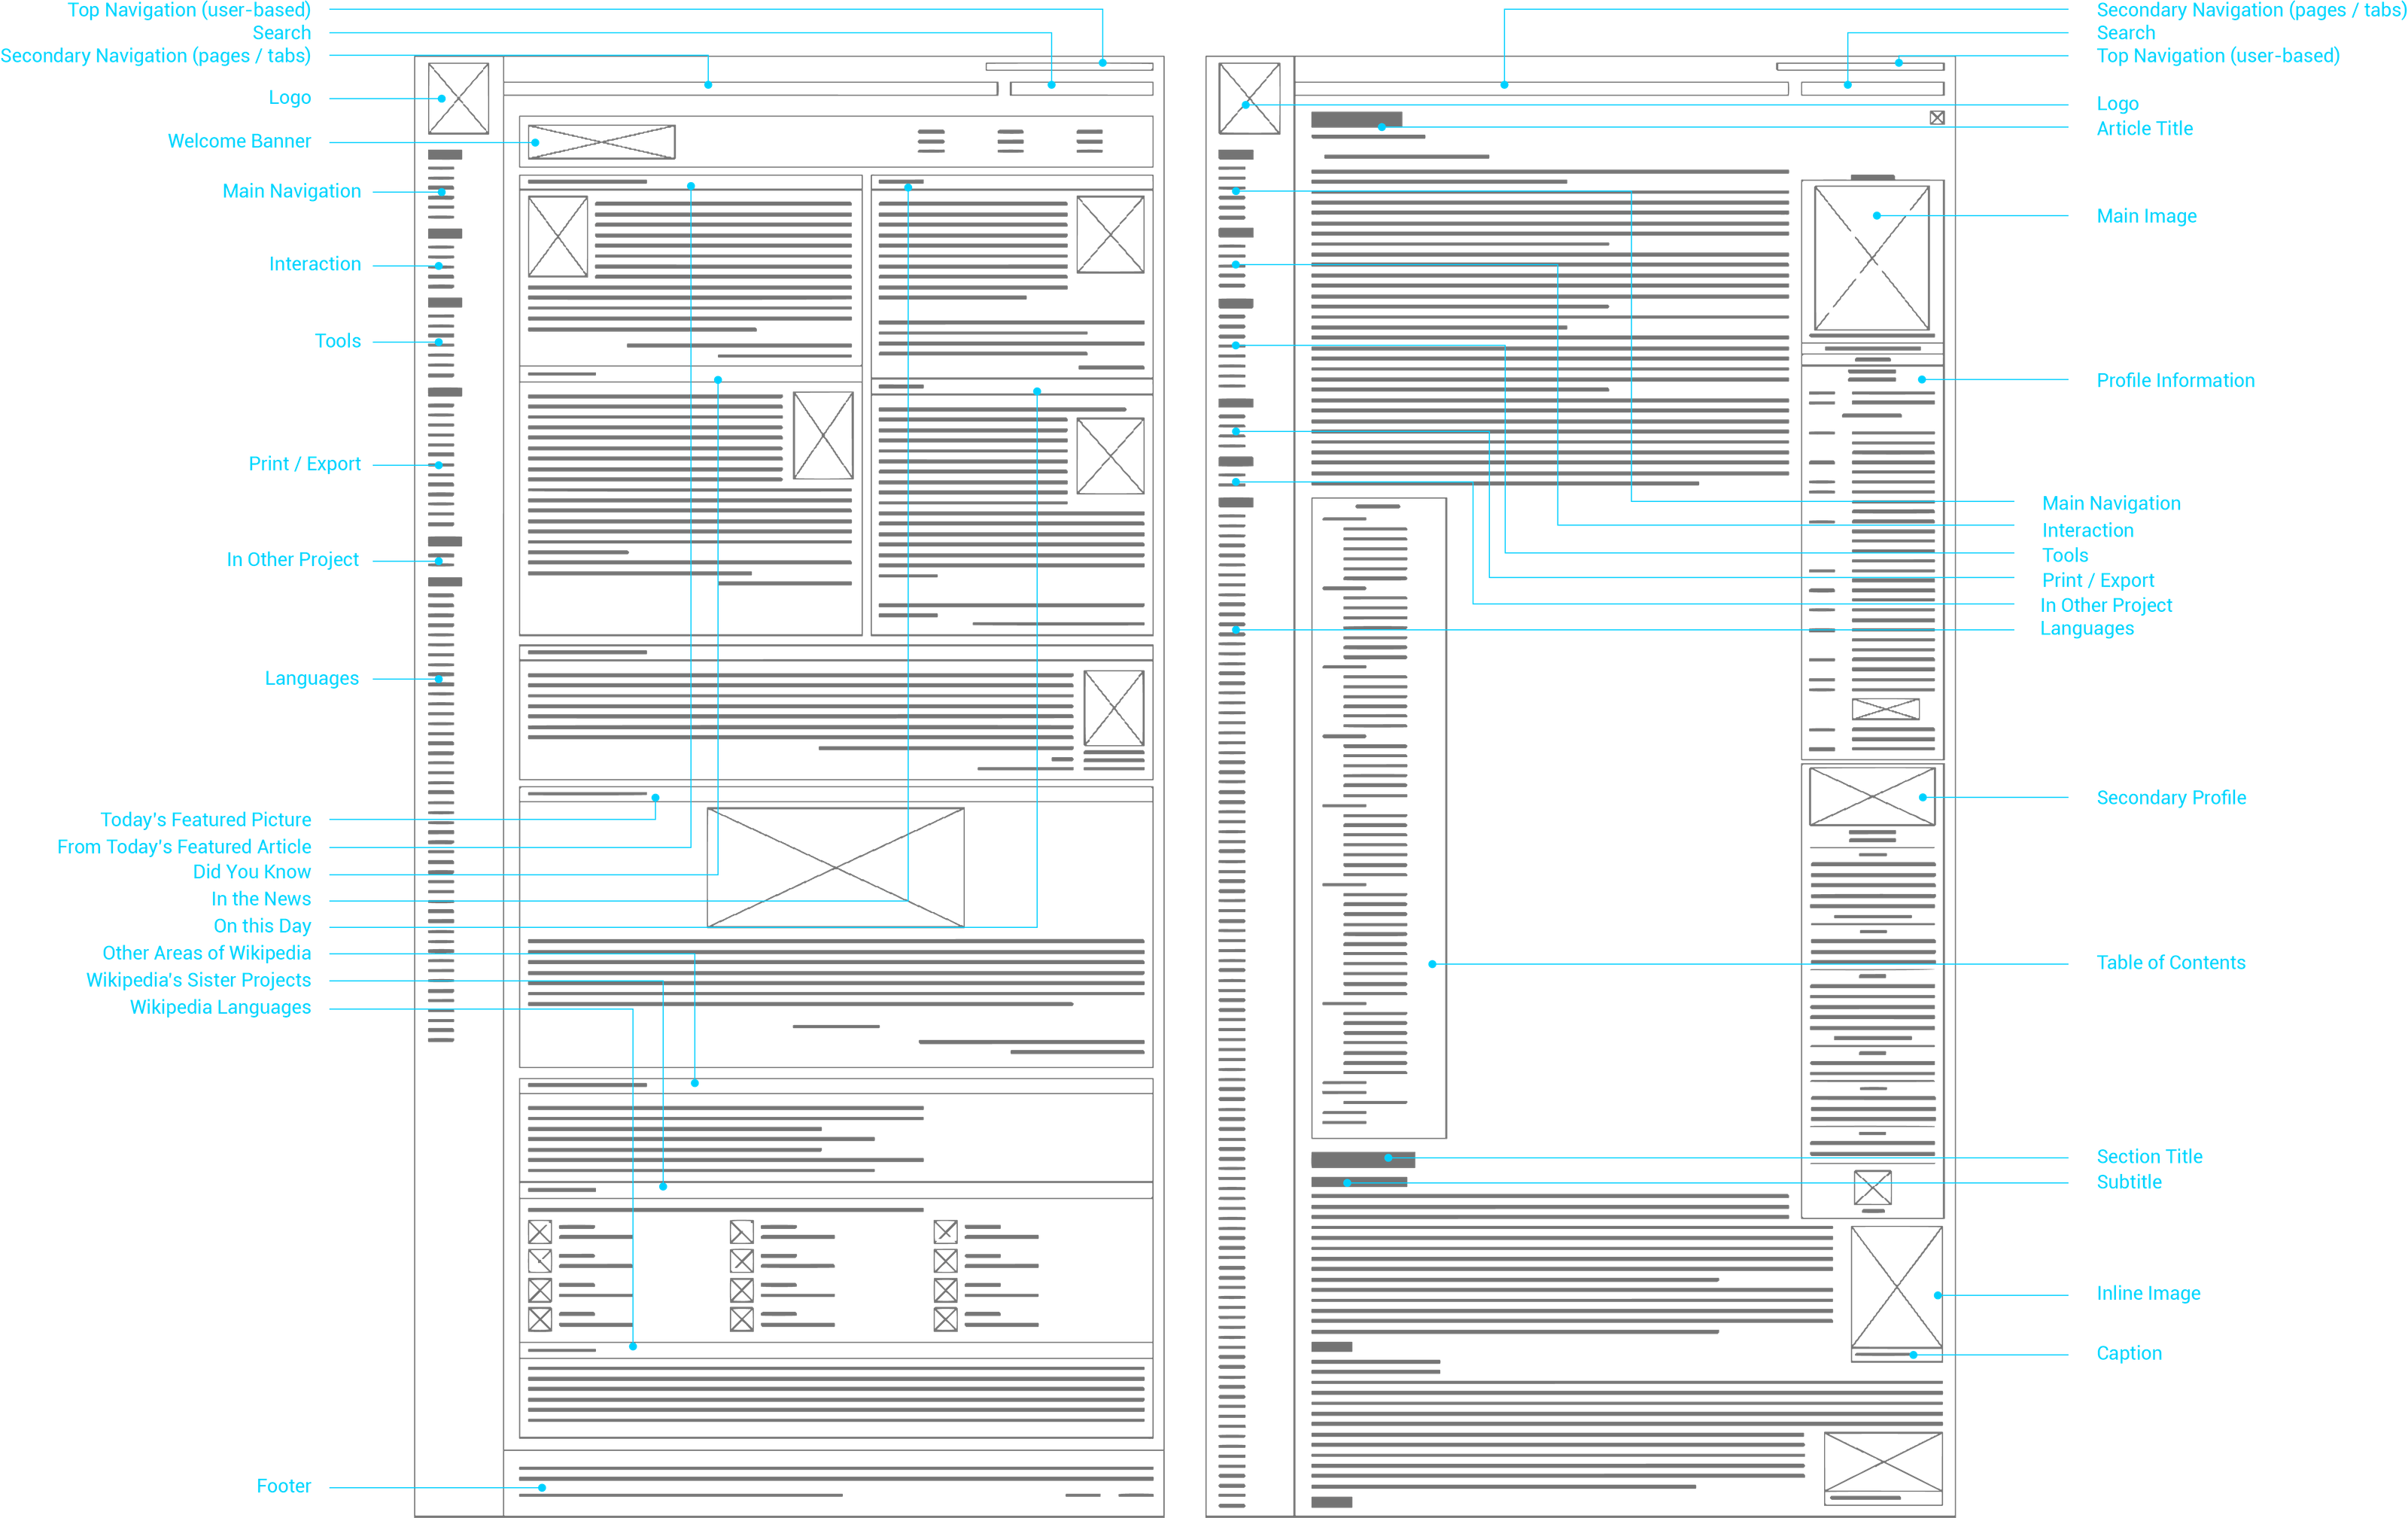 Top Navigation (user-based)
Search
Secondary Navigation (pages / tabs)
Logo
Welcome Banner
Main Navigation
Interaction
Tools
Print / Export
In Other Project
Languages
Today's Featured Picture
From Today's Featured Article
Did You Know
In the News
On this Day
Other Areas of Wikipedia
Wikipedia's Sister Projects
Wikipedia Languages
Footer
Secondary Navigation (pages / tabs)
Search
Top Navigation (user-based)
Logo
Article Title
Main Image
Profile Information
Main Navigation
Interaction
Tools
Print / Export
In Other Project
Languages
Secondary Profile
Table of Contents
Section Title
Subtitle
Inline Image
Caption